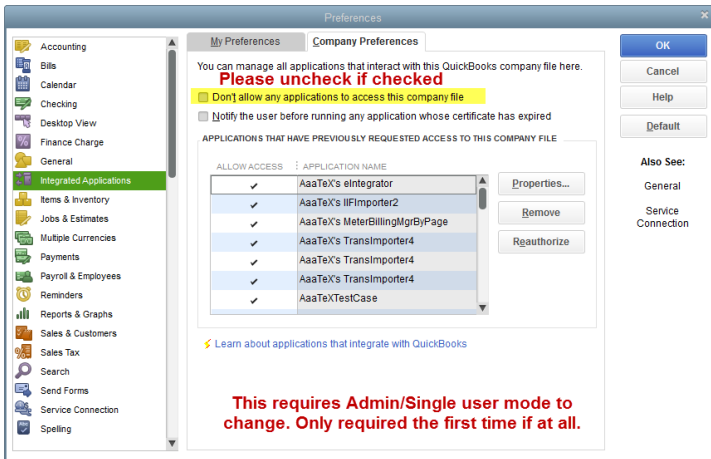 Preferences
Accounting
Bills
Calendar
Checking
Desktop View
Finance Charge
General
Integrated Applications
Items & Inventory
Jobs & Estimates
Multiple Currencies
Payments
Payroll & Employees
Reminders
Reports & Graphs
Sales & Customers
Sales Tax
Search
Send Forms
Service Connection
Spelling
My Preferences
Company Preferences
You can manage all applications that interact with this QuickBooks company file here.
Please uncheck if checked
Don't allow any applications to access this company file
Notify the user before running any application whose certificate has expired
APPLICATIONS THAT HAVE PREVIOUSLY REQUESTED ACCESS TO THIS COMPANY FILE
ALLOW ACCESS APPLICATION NAME
AaaTeX's eIntegrator
AaaTeX's IIFImporter2
AaaTeX's MeterBillingMgrByPage
AaaTeX's TransImporter4
AaaTeX's TransImporter4
AaaTeX's TransImporter4
AaaTeXTestCase
Properties...
Remove
Reauthorize
Learn about applications that integrate with QuickBooks
This requires Admin/Single user mode to
change. Only required the first time if at all.
OK
Cancel
Help
Default
Also See:
General
Service
Connection